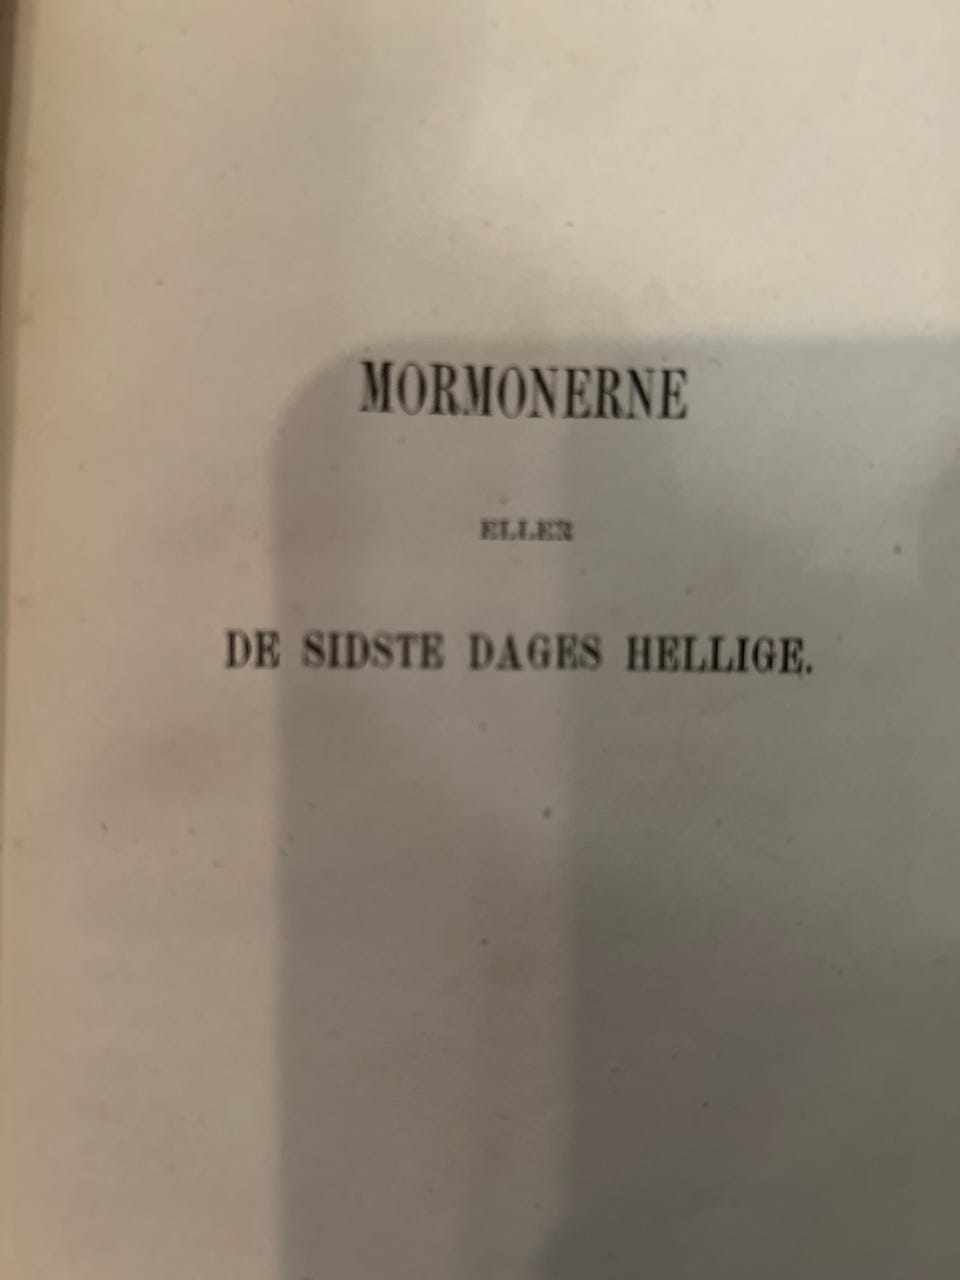 MORMONERNE
ELLER
DE SIDSTE DAGES HELLIGE.